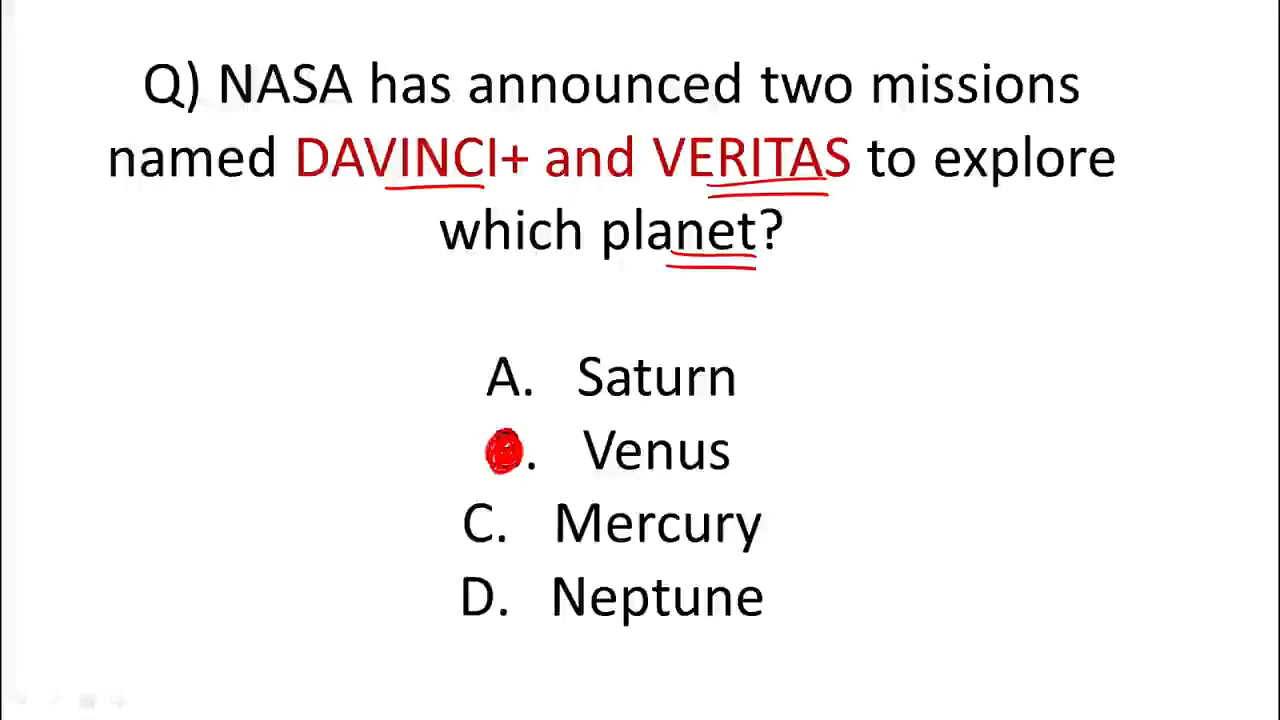 Q) NASA has announced two missions
named DAVINCI+ and VERITAS to explore
which planet?
A. Saturn
. Venus
C. Mercury
D. Neptune